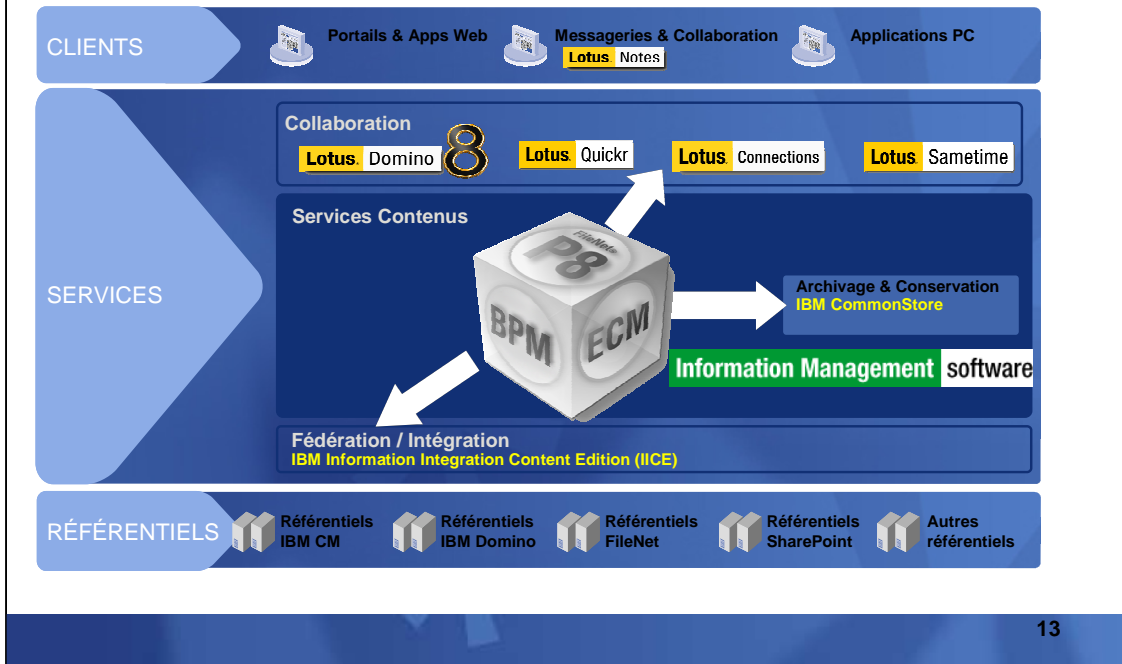 CLIENTS
Portails & Apps Web
Messageries & Collaboration
Applications PC
Lotus. Notes
SERVICES
Collaboration
Lotus. Domino 8
Lotus. Quickr
Lotus. Connections
Lotus. Sametime
Services Contenus
FileNet
P8
BPM
ECM
Archivage & Conservation
IBM CommonStore
Information Management software
Fédération / Intégration
IBM Information Integration Content Edition (IICE)
RÉFÉRENTIELS
Référentiels
IBM CM
Référentiels
IBM Domino
Référentiels
FileNet
Référentiels
SharePoint
Autres
référentiels
13